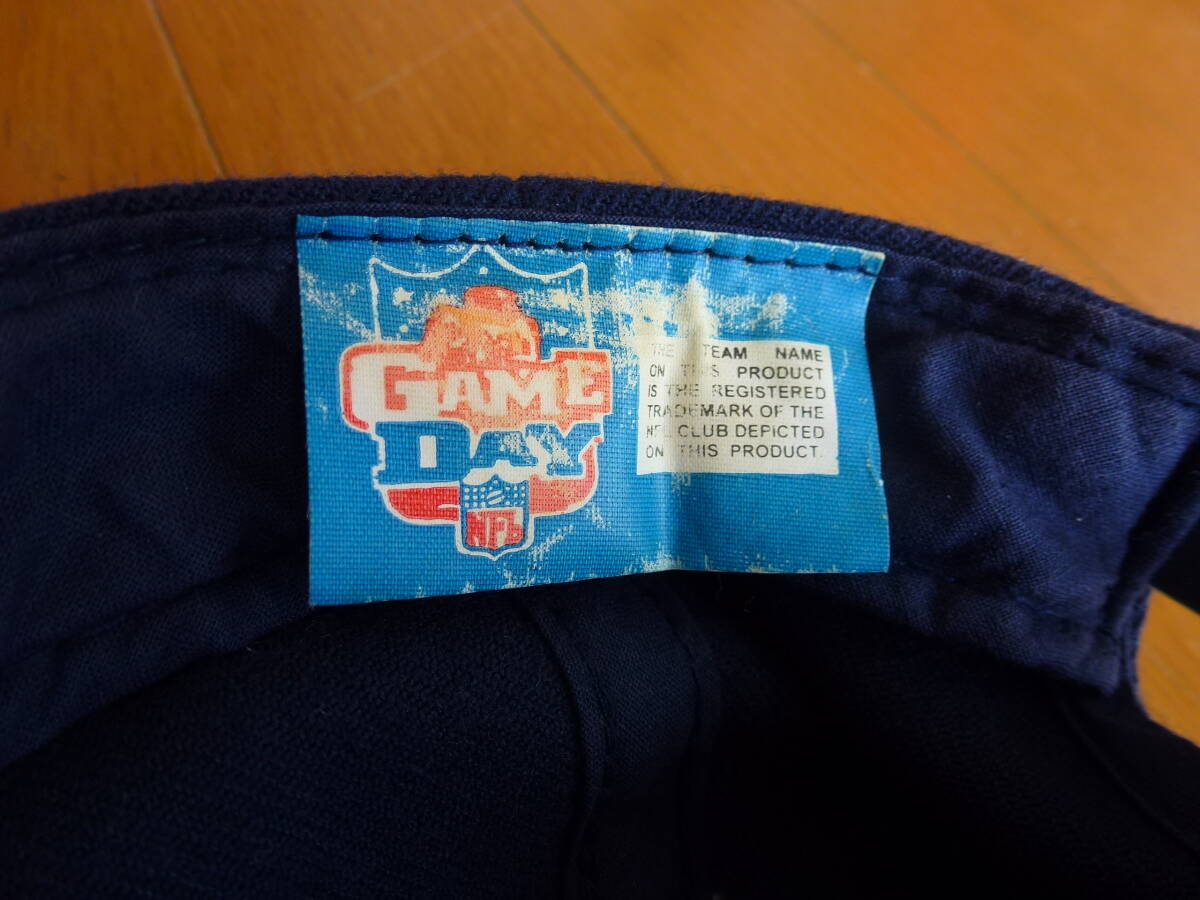 GAME
DAY
NFL
THE TEAM NAME
ON THIS PRODUCT
IS THE REGISTERED
TRADEMARK OF THE
NFL CLUB DEPICTED
ON THIS PRODUCT.